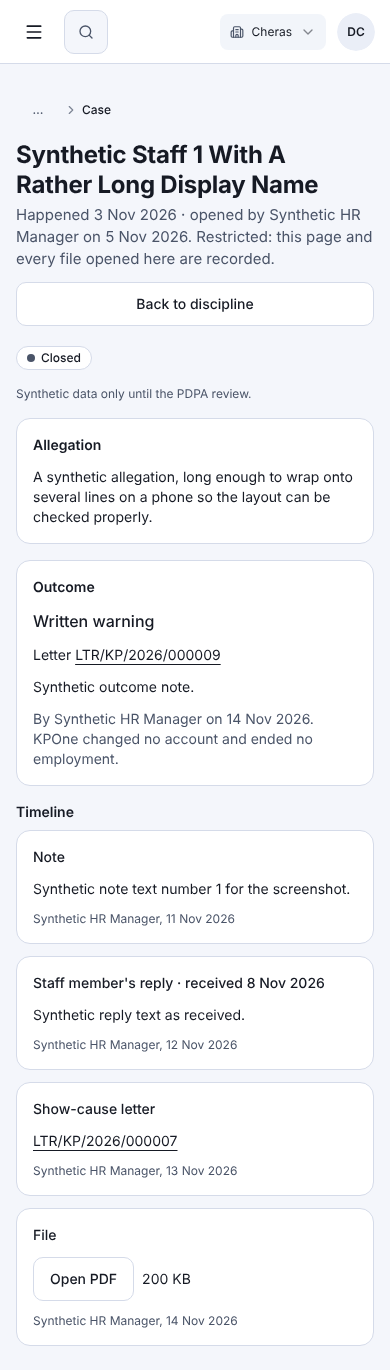 Cheras
DC
...
Case
Synthetic Staff 1 With A
Rather Long Display Name
Happened 3 Nov 2026 · opened by Synthetic HR
Manager on 5 Nov 2026. Restricted: this page and
every file opened here are recorded.
Back to discipline
Closed
Synthetic data only until the PDPA review.
Allegation
A synthetic allegation, long enough to wrap onto
several lines on a phone so the layout can be
checked properly.
Outcome
Written warning
Letter LTR/KP/2026/000009
Synthetic outcome note.
By Synthetic HR Manager on 14 Nov 2026.
KPOne changed no account and ended no
employment.
Timeline
Note
Synthetic note text number 1 for the screenshot.
Synthetic HR Manager, 11 Nov 2026
Staff member's reply · received 8 Nov 2026
Synthetic reply text as received.
Synthetic HR Manager, 12 Nov 2026
Show-cause letter
LTR/KP/2026/000007
Synthetic HR Manager, 13 Nov 2026
File
Open PDF 200 KB
Synthetic HR Manager, 14 Nov 2026